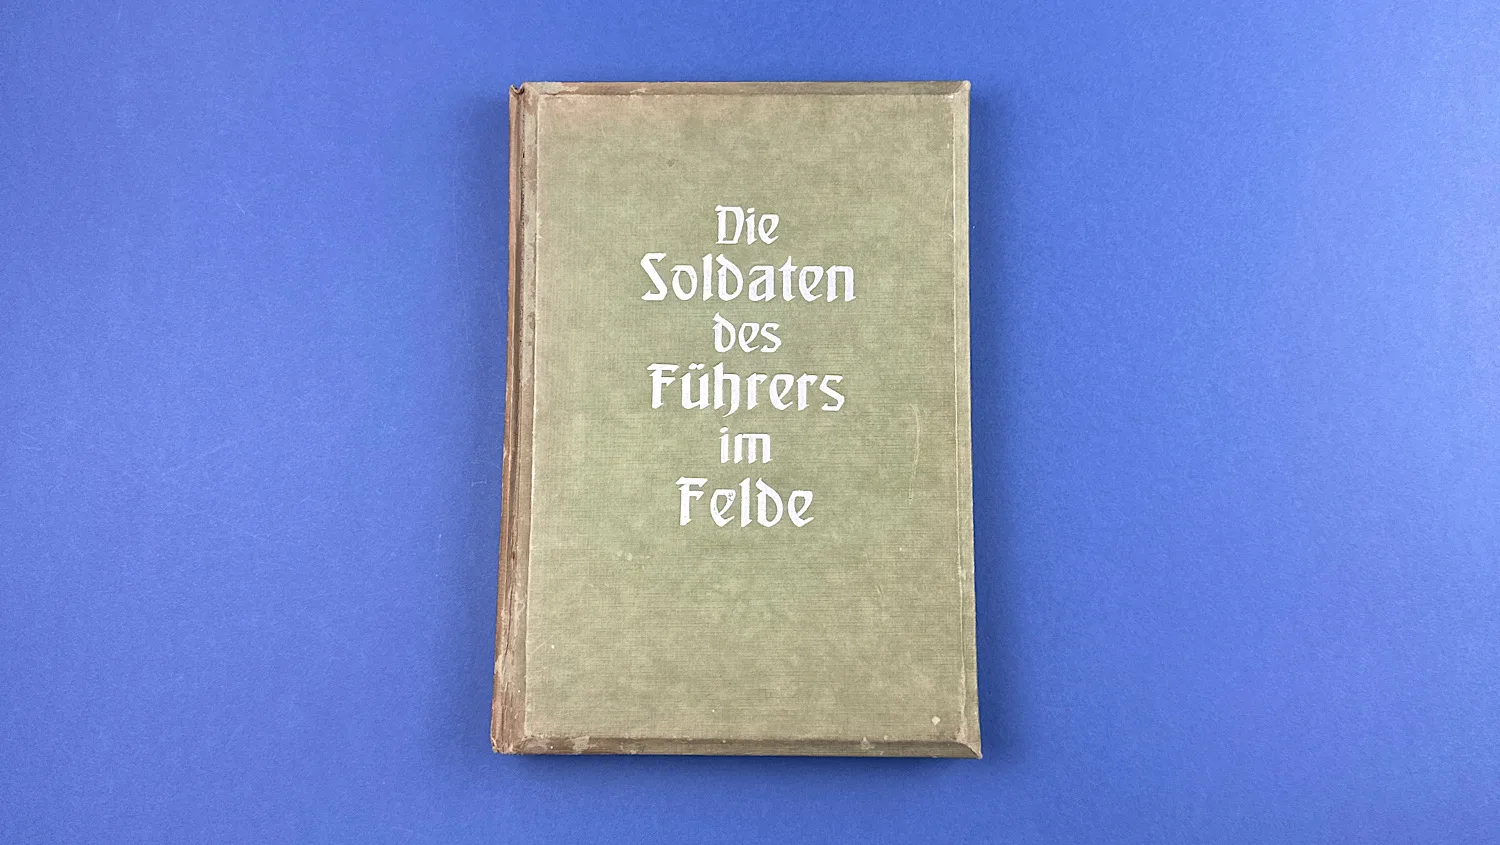 Die
Soldaten
des
Führers
im
Felde